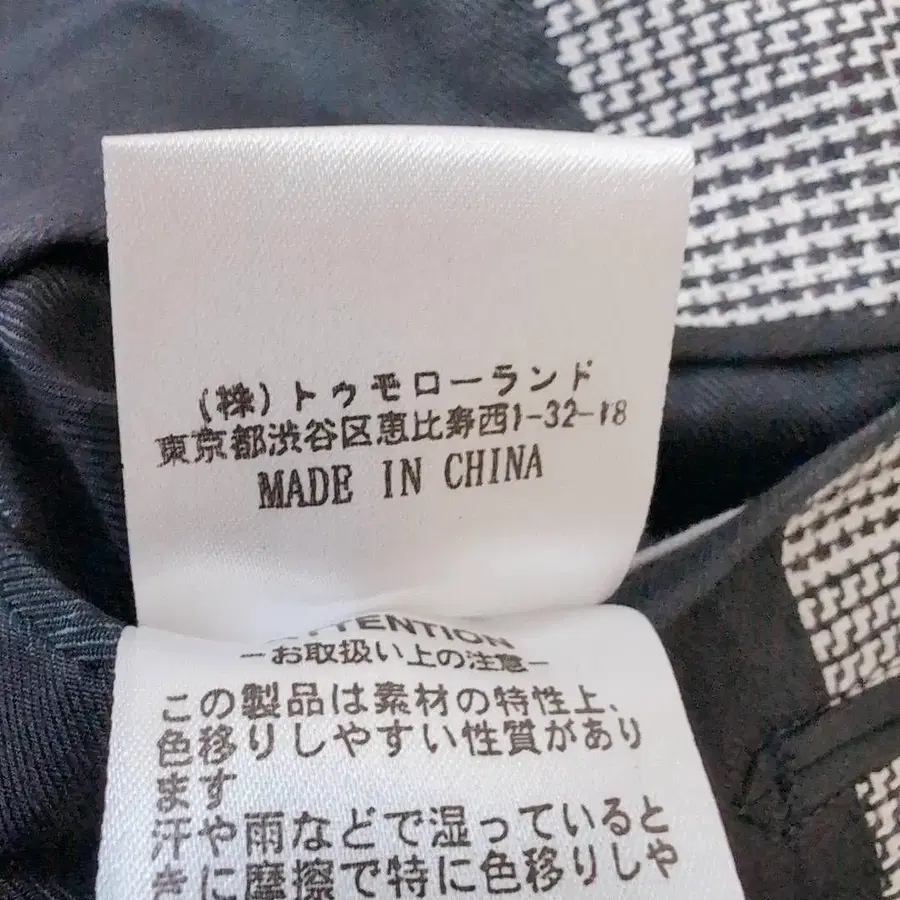 (株)トゥモローランド
東京都渋谷区恵比寿西1-32-18
MADE IN CHINA
ATTENTION
-お取扱い上の注意-
この製品は素材の特性上、
色移りしやすい性質があり
ます
汗や雨などで湿っていると
きに摩擦で特に色移りしや